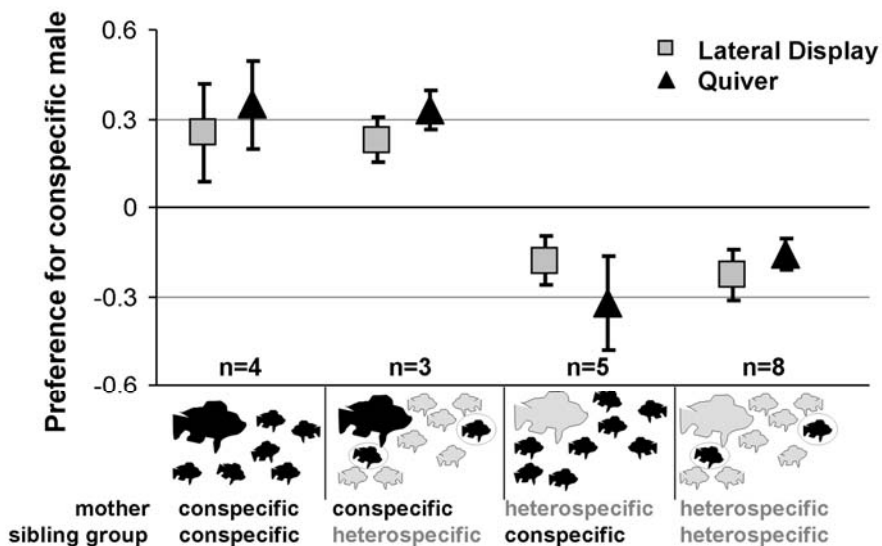 Preference for conspecific male
0.6
0.3
0
-0.3
-0.6
Lateral Display
Quiver
n=4 n=3 n=5 n=8
mother conspecific conspecific heterospecific heterospecific
sibling group conspecific heterospecific conspecific heterospecific